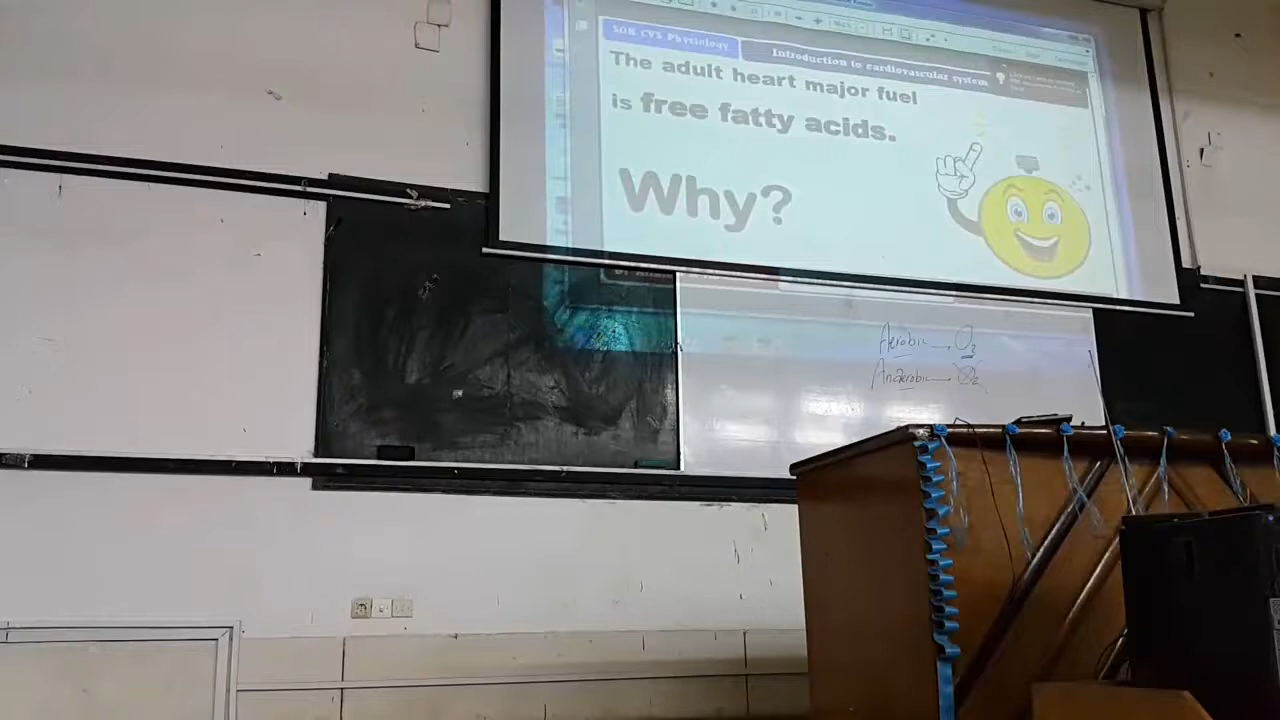 SOK CVS Physiology
Introduction to cardiovascular system
The adult heart major fuel
is free fatty acids.
Why?
Aerobic → O₂
Anaerobic → O₂